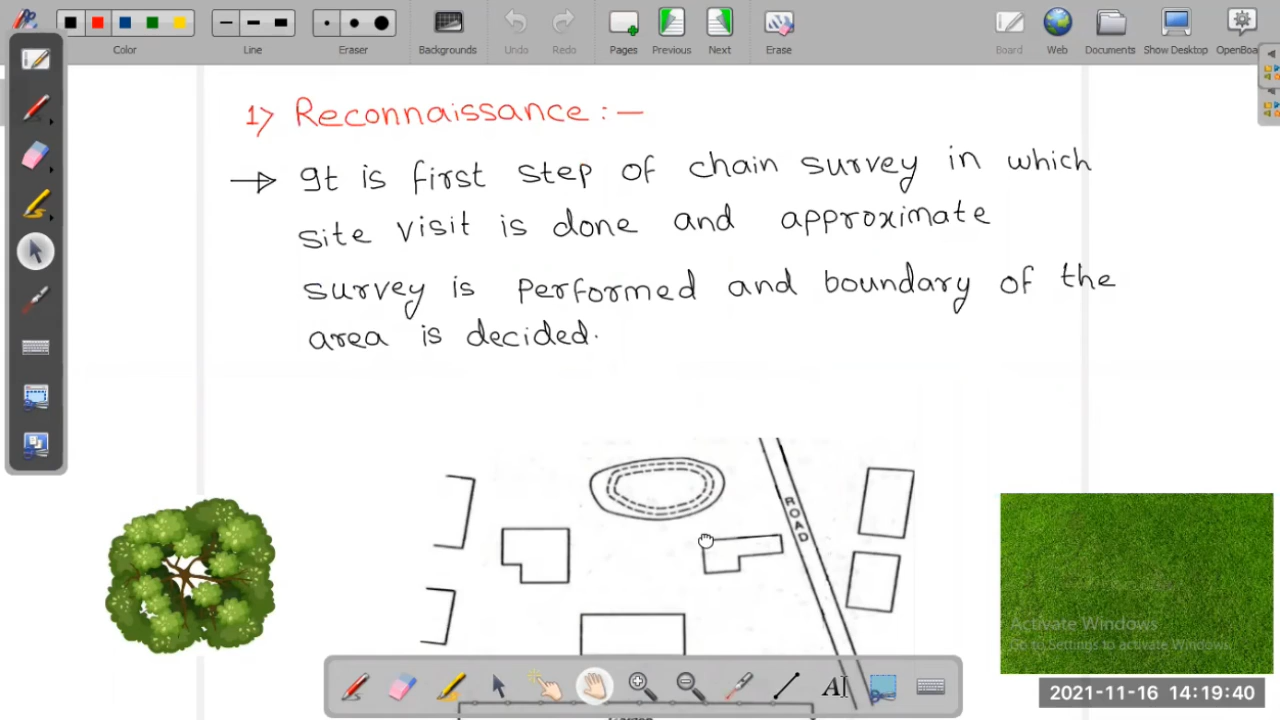 Color
Line
Eraser
Backgrounds
Undo
Redo
Pages
Previous
Next
Erase
Board
Web
Documents
Show Desktop
OpenBoa
1) Reconnaissance :-
→ It is first step of chain survey in which
site visit is done and approximate
survey is performed and boundary of the
area is decided.
ROAD
Activate Windows
Go to Settings to activate Windows.
AI
2021-11-16 14:19:40